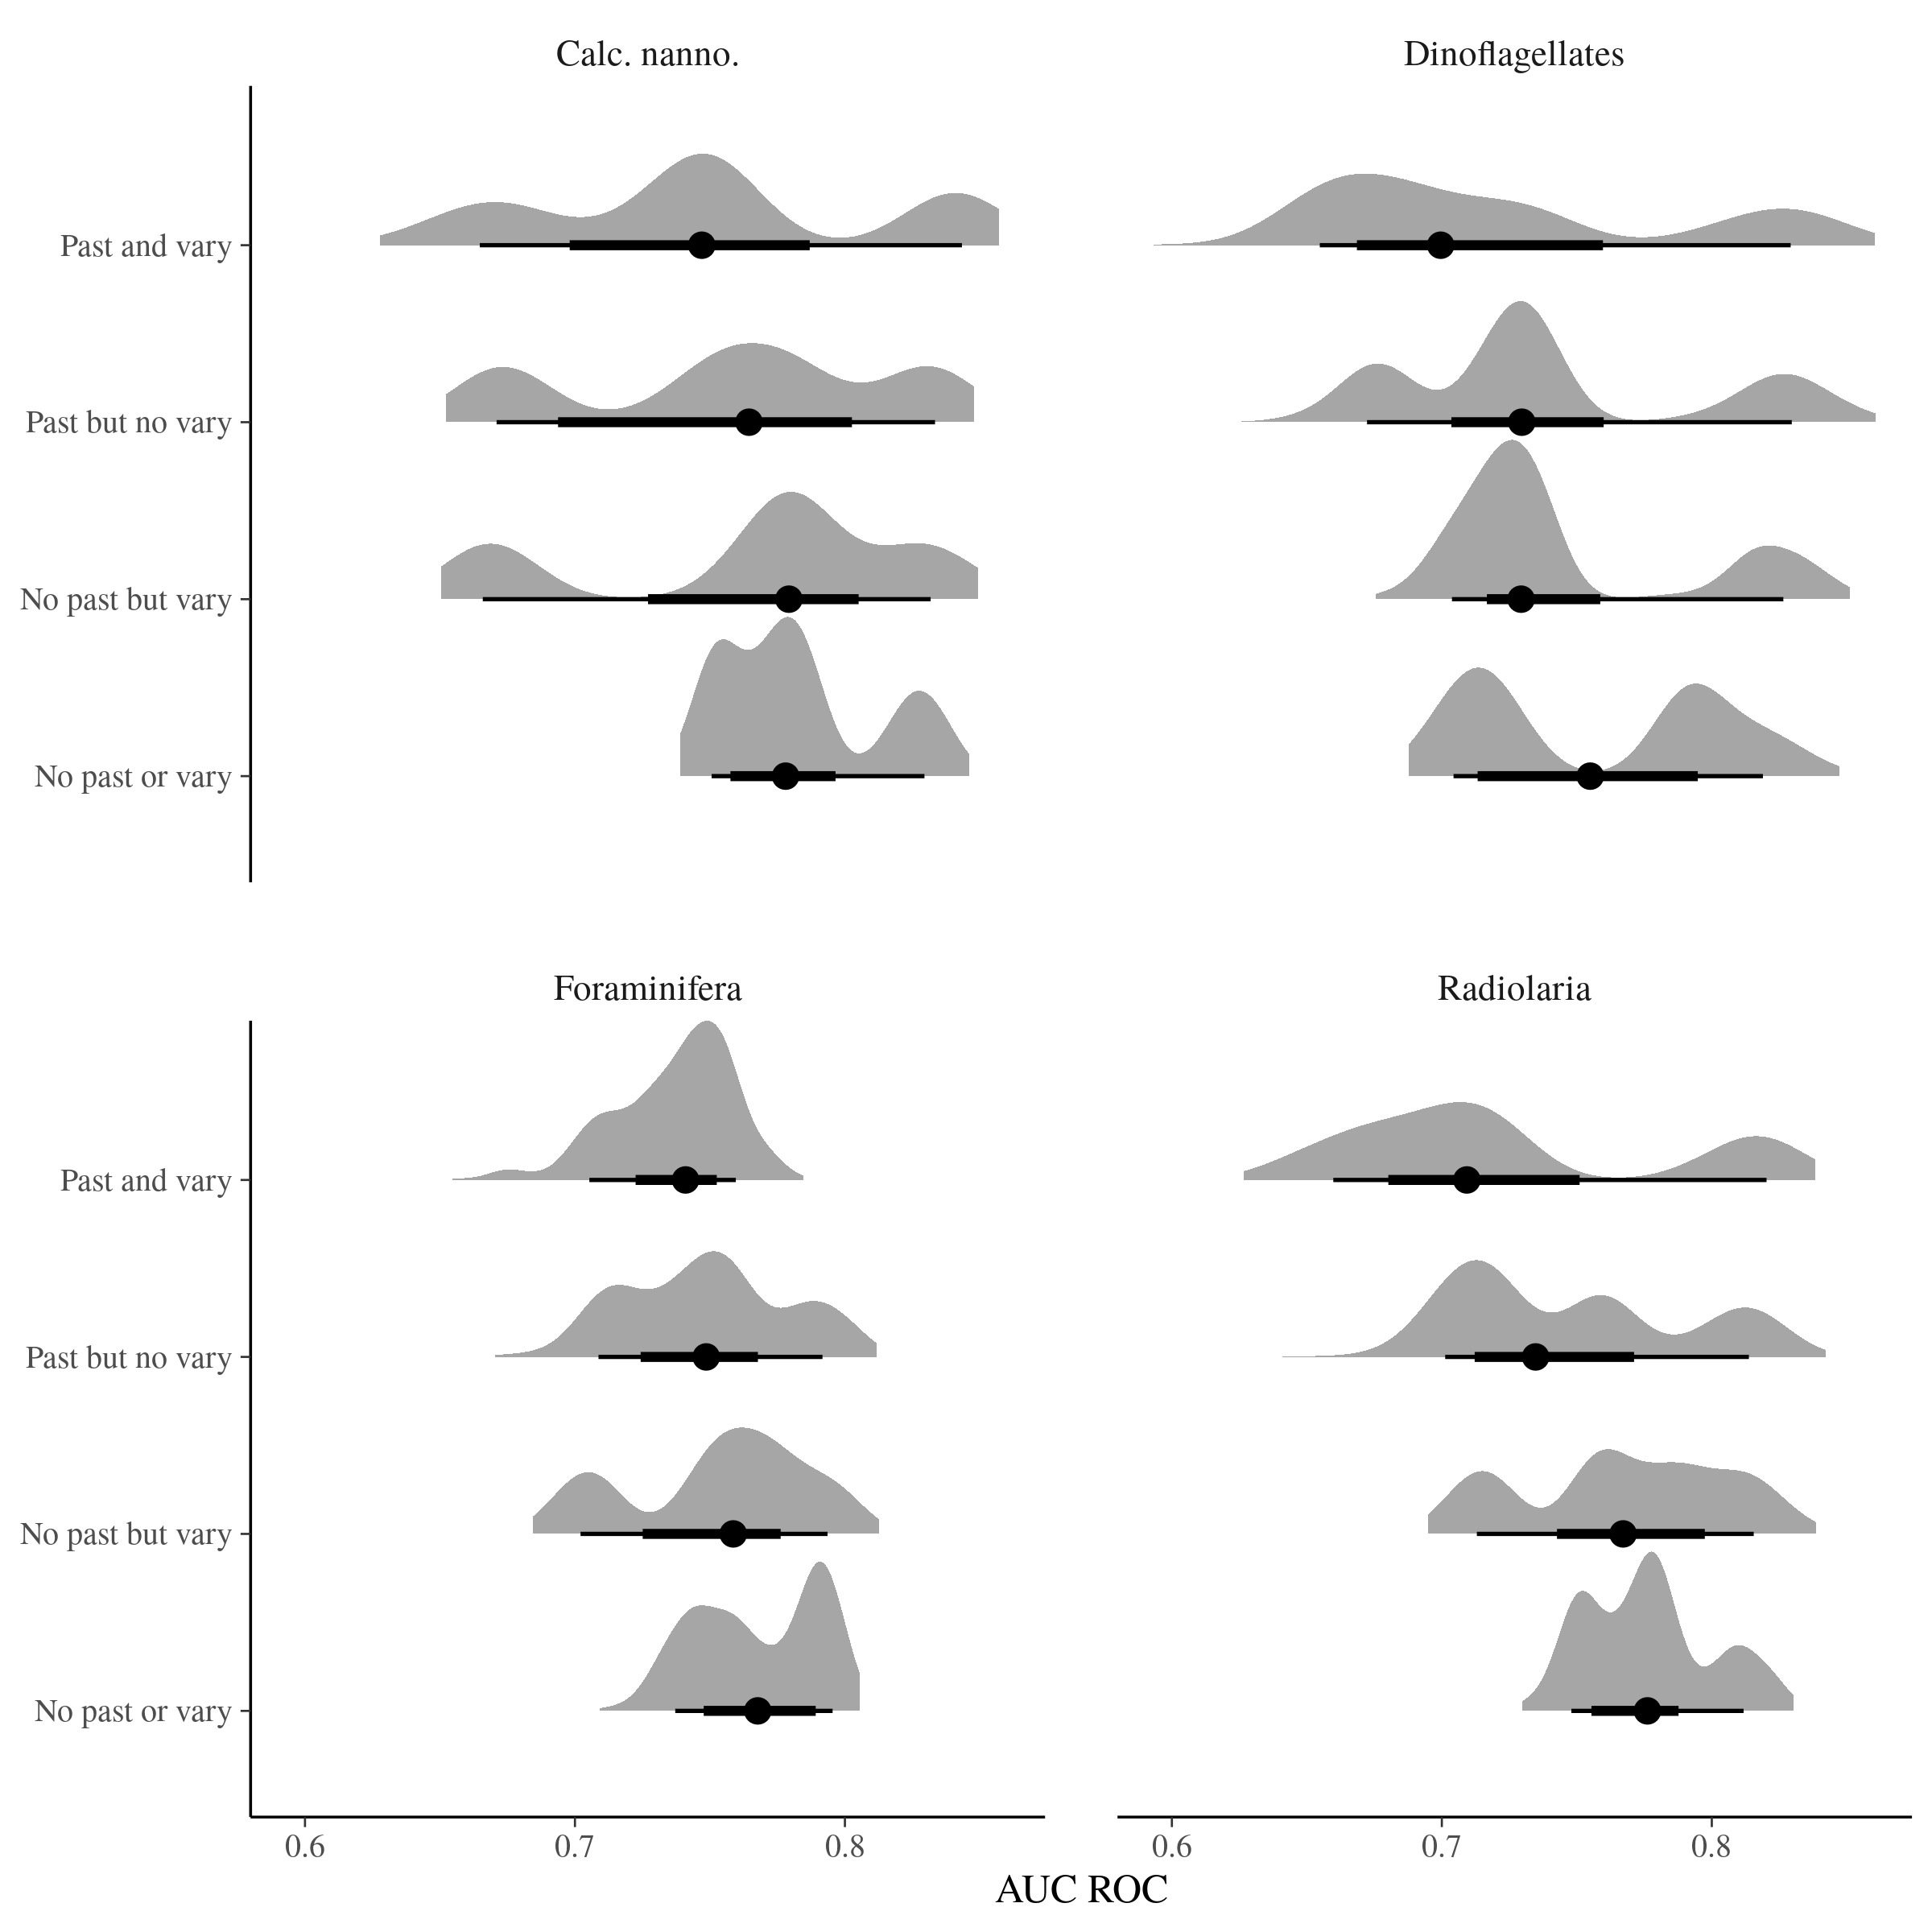 Calc. nanno.
Dinoflagellates
Past and vary
Past but no vary
No past but vary
No past or vary
Foraminifera
Radiolaria
Past and vary
Past but no vary
No past but vary
No past or vary
0.6 0.7 0.8 0.6 0.7 0.8
AUC ROC